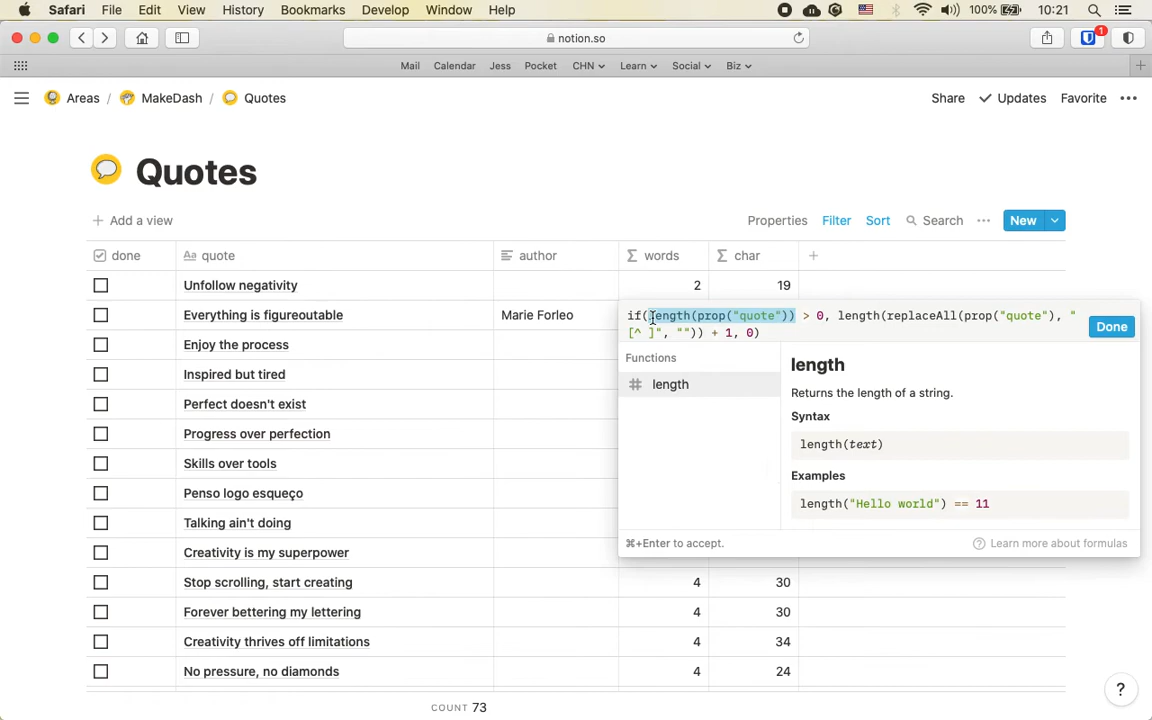 Safari File Edit View History Bookmarks Develop Window Help 100% 10:21
notion.so 1
Mail Calendar Jess Pocket CHN Learn Social Biz
Areas / MakeDash / Quotes Share Updates Favorite
Quotes
Add a view Properties Filter Sort Search New
done Aa quote author Σ words Σ char
Unfollow negativity 2 19
Everything is figureoutable Marie Forleo
Enjoy the process
Inspired but tired
Perfect doesn't exist
Progress over perfection
Skills over tools
Penso logo esqueço
Talking ain't doing
Creativity is my superpower
Stop scrolling, start creating 4 30
Forever bettering my lettering 4 30
Creativity thrives off limitations 4 34
No pressure, no diamonds 4 24
COUNT 73
if(length(prop("quote")) > 0, length(replaceAll(prop("quote"), "
[^ ]", "")) + 1, 0)
Done
Functions
length
length
Returns the length of a string.
Syntax
length(text)
Examples
length("Hello world") == 11
⌘+Enter to accept. ? Learn more about formulas
?